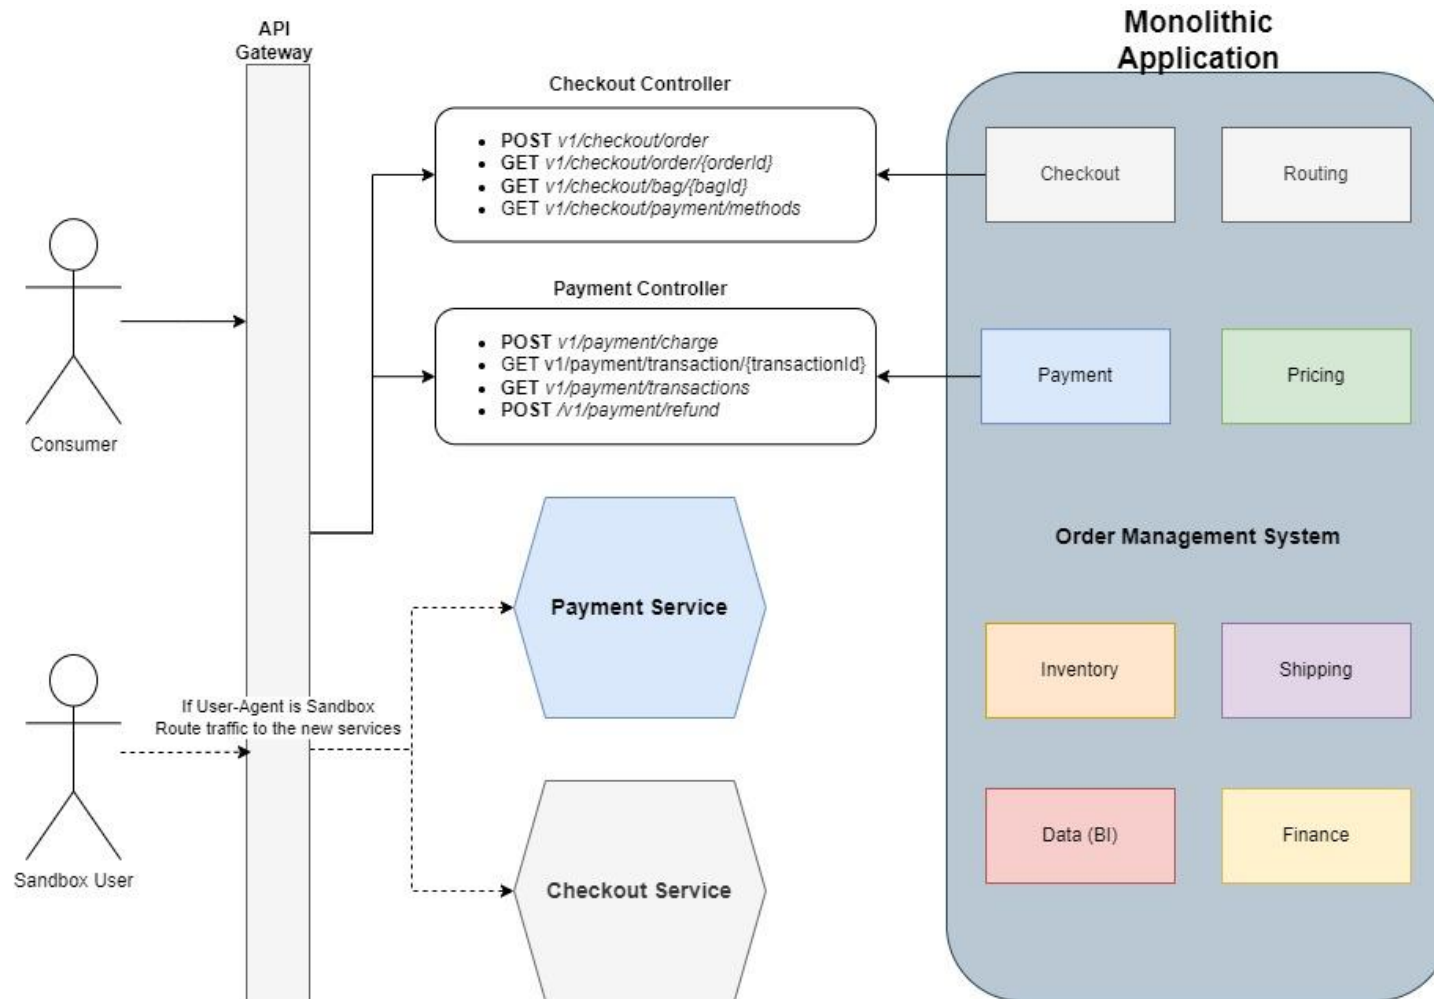 API
Gateway
Monolithic
Application
Checkout Controller
• POST v1/checkout/order
• GET v1/checkout/order/{orderId}
• GET v1/checkout/bag/{bagId}
• GET v1/checkout/payment/methods
Checkout
Routing
Payment Controller
• POST v1/payment/charge
• GET v1/payment/transaction/{transactionId}
• GET v1/payment/transactions
• POST /v1/payment/refund
Payment
Pricing
Consumer
Order Management System
Payment Service
Inventory
Shipping
If User-Agent is Sandbox
Route traffic to the new services
Sandbox User
Checkout Service
Data (BI)
Finance